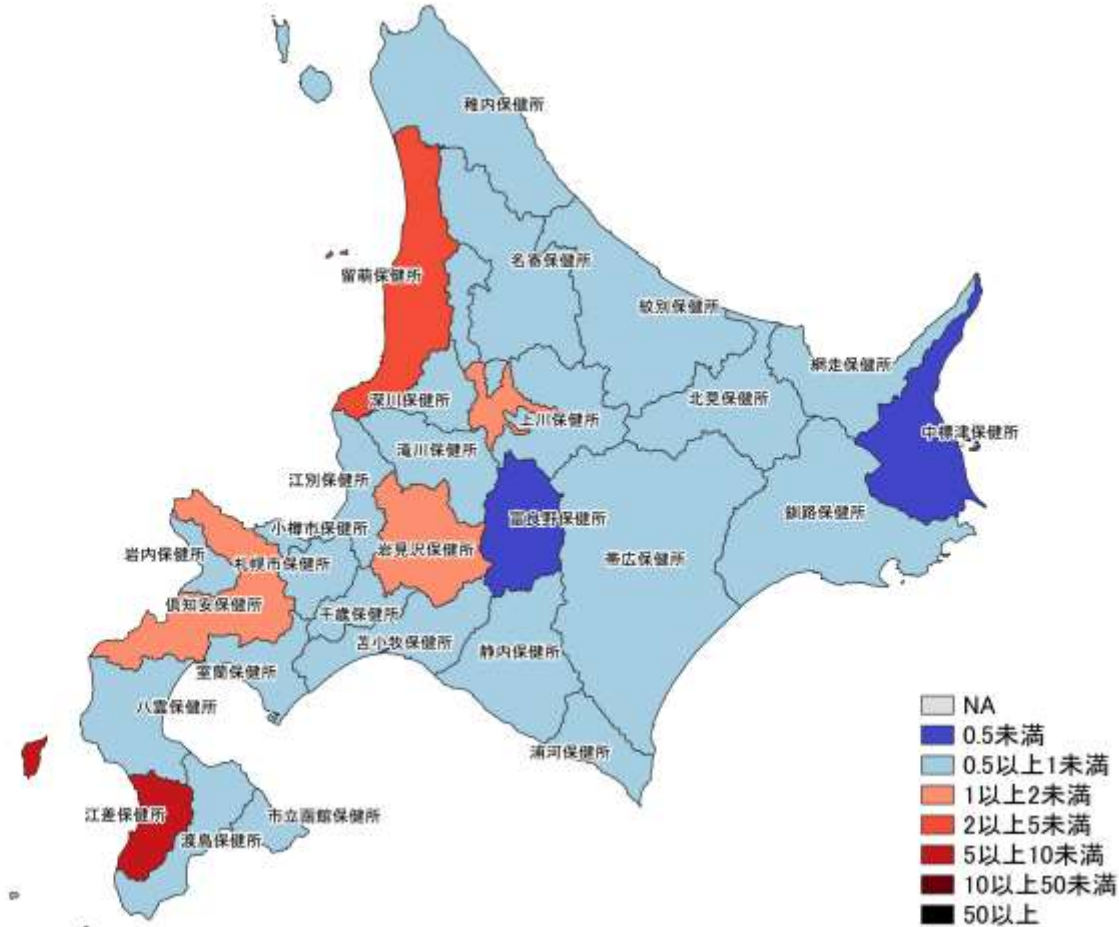 稚内保健所
名寄保健所
留萌保健所
紋別保健所
網走保健所
北見保健所
深川保健所
上川保健所
中標津保健所
滝川保健所
江別保健所
釧路保健所
富良野保健所
小樽市保健所
岩見沢保健所
岩内保健所
札幌市保健所
帯広保健所
倶知安保健所
千歳保健所
苫小牧保健所
静内保健所
室蘭保健所
八雲保健所
浦河保健所
江差保健所
市立函館保健所
渡島保健所
NA
0.5未満
0.5以上1未満
1以上2未満
2以上5未満
5以上10未満
10以上50未満
50以上